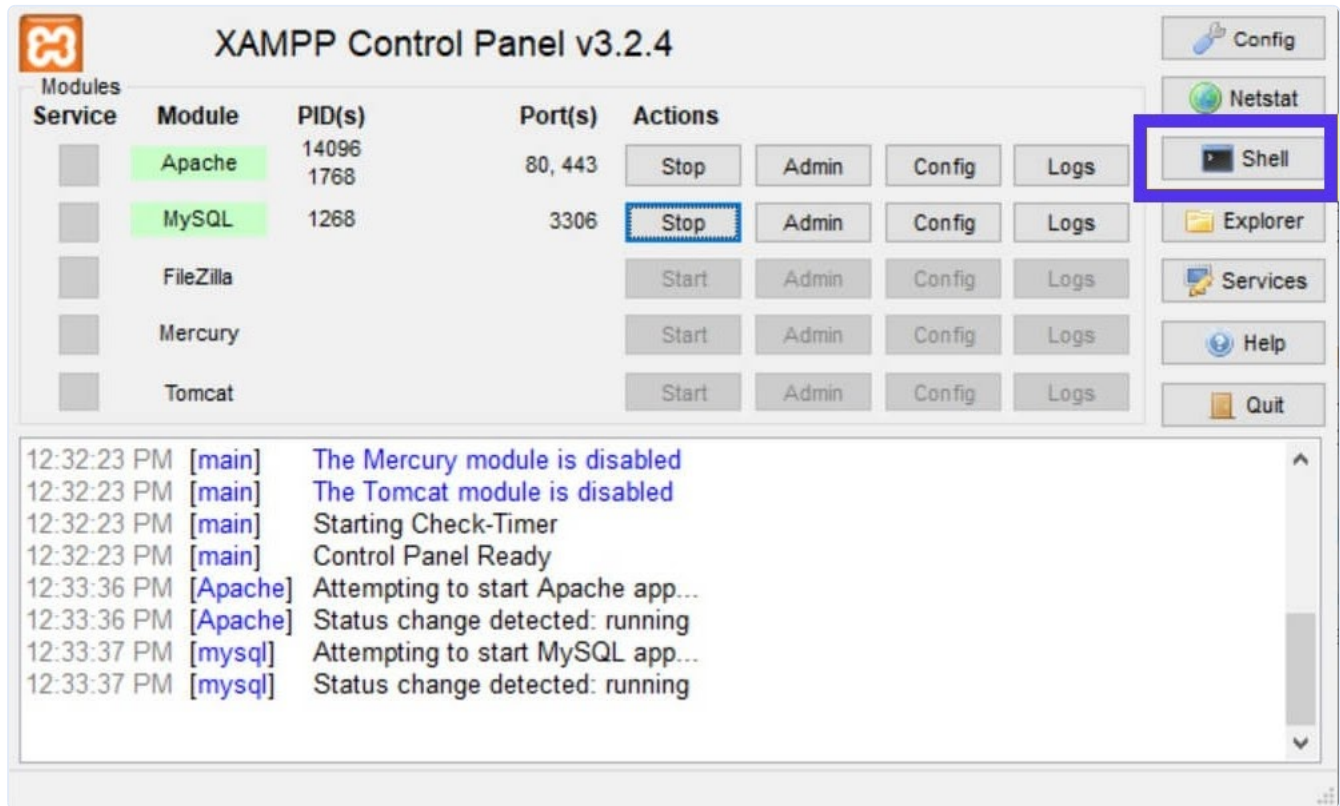 XAMPP Control Panel v3.2.4
Config
Modules
Netstat
Service Module PID(s) Port(s) Actions
Apache 14096 1768 80, 443 Stop Admin Config Logs
Shell
MySQL 1268 3306 Stop Admin Config Logs
Explorer
FileZilla Start Admin Config Logs
Services
Mercury Start Admin Config Logs
Help
Tomcat Start Admin Config Logs
Quit
12:32:23 PM [main] The Mercury module is disabled
12:32:23 PM [main] The Tomcat module is disabled
12:32:23 PM [main] Starting Check-Timer
12:32:23 PM [main] Control Panel Ready
12:33:36 PM [Apache] Attempting to start Apache app...
12:33:36 PM [Apache] Status change detected: running
12:33:37 PM [mysql] Attempting to start MySQL app...
12:33:37 PM [mysql] Status change detected: running